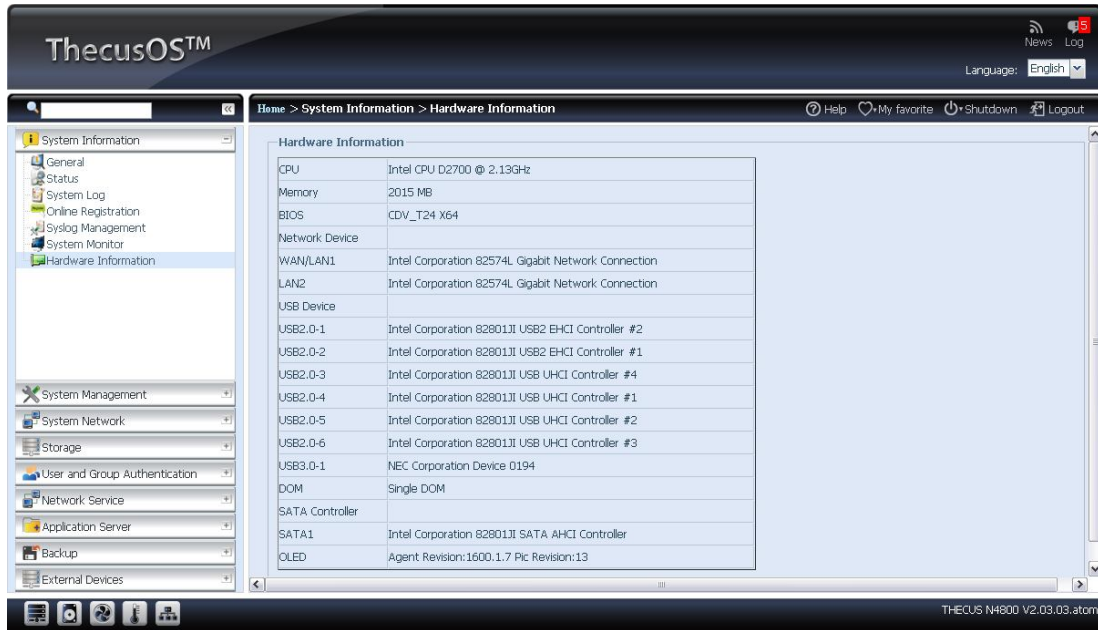 ThecusOS™
5
News Log
Language: English
Home > System Information > Hardware Information
Help My favorite Shutdown Logout
System Information
General
Status
System Log
Online Registration
Syslog Management
System Monitor
Hardware Information
System Management
System Network
Storage
User and Group Authentication
Network Service
Application Server
Backup
External Devices
Hardware Information
CPU Intel CPU D2700 @ 2.13GHz
Memory 2015 MB
BIOS CDV_T24 X64
Network Device
WAN/LAN1 Intel Corporation 82574L Gigabit Network Connection
LAN2 Intel Corporation 82574L Gigabit Network Connection
USB Device
USB2.0-1 Intel Corporation 82801JI USB2 EHCI Controller #2
USB2.0-2 Intel Corporation 82801JI USB2 EHCI Controller #1
USB2.0-3 Intel Corporation 82801JI USB UHCI Controller #4
USB2.0-4 Intel Corporation 82801JI USB UHCI Controller #1
USB2.0-5 Intel Corporation 82801JI USB UHCI Controller #2
USB2.0-6 Intel Corporation 82801JI USB UHCI Controller #3
USB3.0-1 NEC Corporation Device 0194
DOM Single DOM
SATA Controller
SATA1 Intel Corporation 82801JI SATA AHCI Controller
OLED Agent Revision:1600.1.7 Pic Revision:13
THECUS N4800 V2.03.03.atom